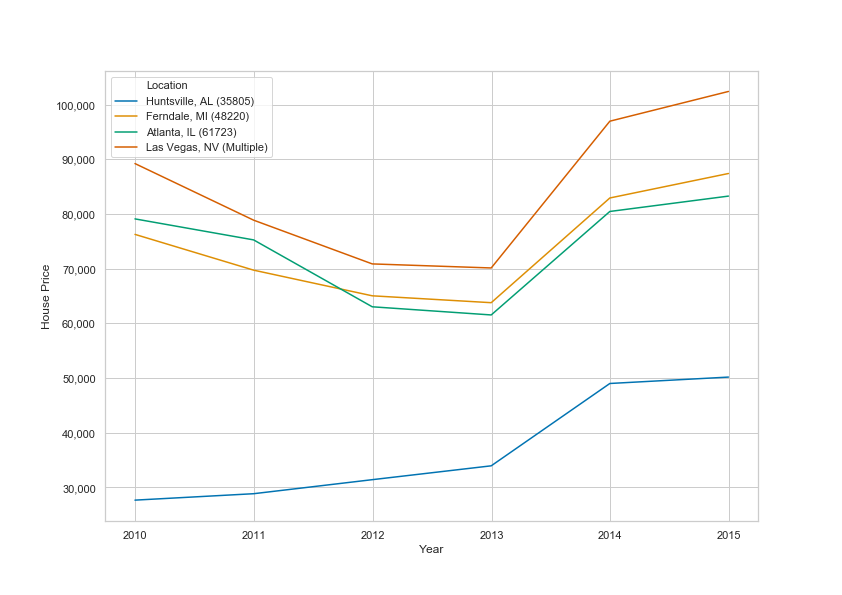 Location
Huntsville, AL (35805)
Ferndale, MI (48220)
Atlanta, IL (61723)
Las Vegas, NV (Multiple)
100,000
90,000
80,000
70,000
60,000
50,000
40,000
30,000
House Price
2010 2011 2012 2013 2014 2015
Year